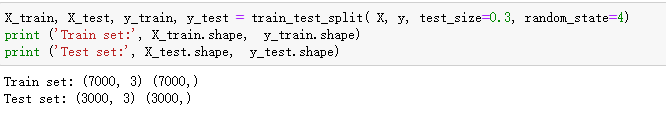 X_train, X_test, y_train, y_test = train_test_split( X, y, test_size=0.3, random_state=4)
print ('Train set:', X_train.shape,  y_train.shape)
print ('Test set:', X_test.shape,  y_test.shape)
Train set: (7000, 3) (7000,)
Test set: (3000, 3) (3000,)